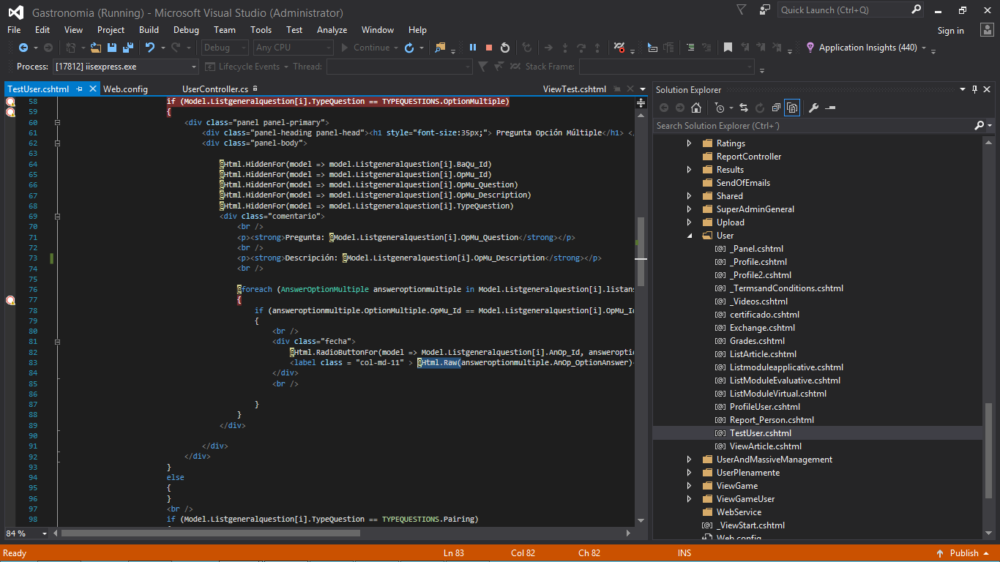 Gastronomia (Running) - Microsoft Visual Studio (Administrator)
Quick Launch (Ctrl+Q)
File Edit View Project Build Debug Team Tools Test Analyze Window Help
Sign in
Debug Any CPU Continue Application Insights (440)
Process: [17812] iisexpress.exe Lifecycle Events Thread: Stack Frame:
TestUser.cshtml Web.config UserController.cs ViewTest.cshtml
58 if (Model.Listgeneralquestion[i].TypeQuestion == TYPEQUESTIONS.OptionMultiple)
59 {
60 <div class="panel panel-primary">
61 <div class="panel-heading panel-head"><h1 style="font-size:35px;"> Pregunta Opción Múltiple</h1> </
62 <div class="panel-body">
63
64 @Html.HiddenFor(model => model.Listgeneralquestion[i].BaQu_Id)
65 @Html.HiddenFor(model => model.Listgeneralquestion[i].OpMu_Id)
66 @Html.HiddenFor(model => model.Listgeneralquestion[i].OpMu_Question)
67 @Html.HiddenFor(model => model.Listgeneralquestion[i].OpMu_Description)
68 @Html.HiddenFor(model => model.Listgeneralquestion[i].TypeQuestion)
69 <div class="comentario">
70 <br />
71 <p><strong>Pregunta: @Model.Listgeneralquestion[i].OpMu_Question</strong></p>
72 <br />
73 <p><strong>Descripción: @Model.Listgeneralquestion[i].OpMu_Description</strong></p>
74 <br />
75
76 @foreach (AnswerOptionMultiple answeroptionmultiple in Model.Listgeneralquestion[i].listans
77 {
78 if (answeroptionmultiple.OptionMultiple.OpMu_Id == Model.Listgeneralquestion[i].OpMu_Id
79 {
80 <br />
81 <div class="fecha">
82 @Html.RadioButtonFor(model => Model.Listgeneralquestion[i].AnOp_Id, answeroptio
83 <label class = "col-md-11" > @Html.Raw(answeroptionmultiple.AnOp_OptionAnswer)<
84 </div>
85 <br />
86
87 }
88 }
89 </div>
90
91 </div>
92 </div>
93 }
94 else
95 {
96 }
97 <br />
98 if (Model.Listgeneralquestion[i].TypeQuestion == TYPEQUESTIONS.Pairing)
84 %
Solution Explorer
Search Solution Explorer (Ctrl+´)
Ratings
ReportController
Results
SendOfEmails
Shared
SuperAdminGeneral
Upload
User
_Panel.cshtml
_Profile.cshtml
_Profile2.cshtml
_TermsandConditions.cshtml
_Videos.cshtml
certificado.cshtml
Exchange.cshtml
Grades.cshtml
ListArticle.cshtml
Listmoduleapplicative.cshtml
ListModuleEvaluative.cshtml
ListModuleVirtual.cshtml
ProfileUser.cshtml
Report_Person.cshtml
TestUser.cshtml
ViewArticle.cshtml
UserAndMassiveManagement
UserPlenamente
ViewGame
ViewGameUser
WebService
_ViewStart.cshtml
Web.config
Ready Ln 83 Col 82 Ch 82 INS Publish